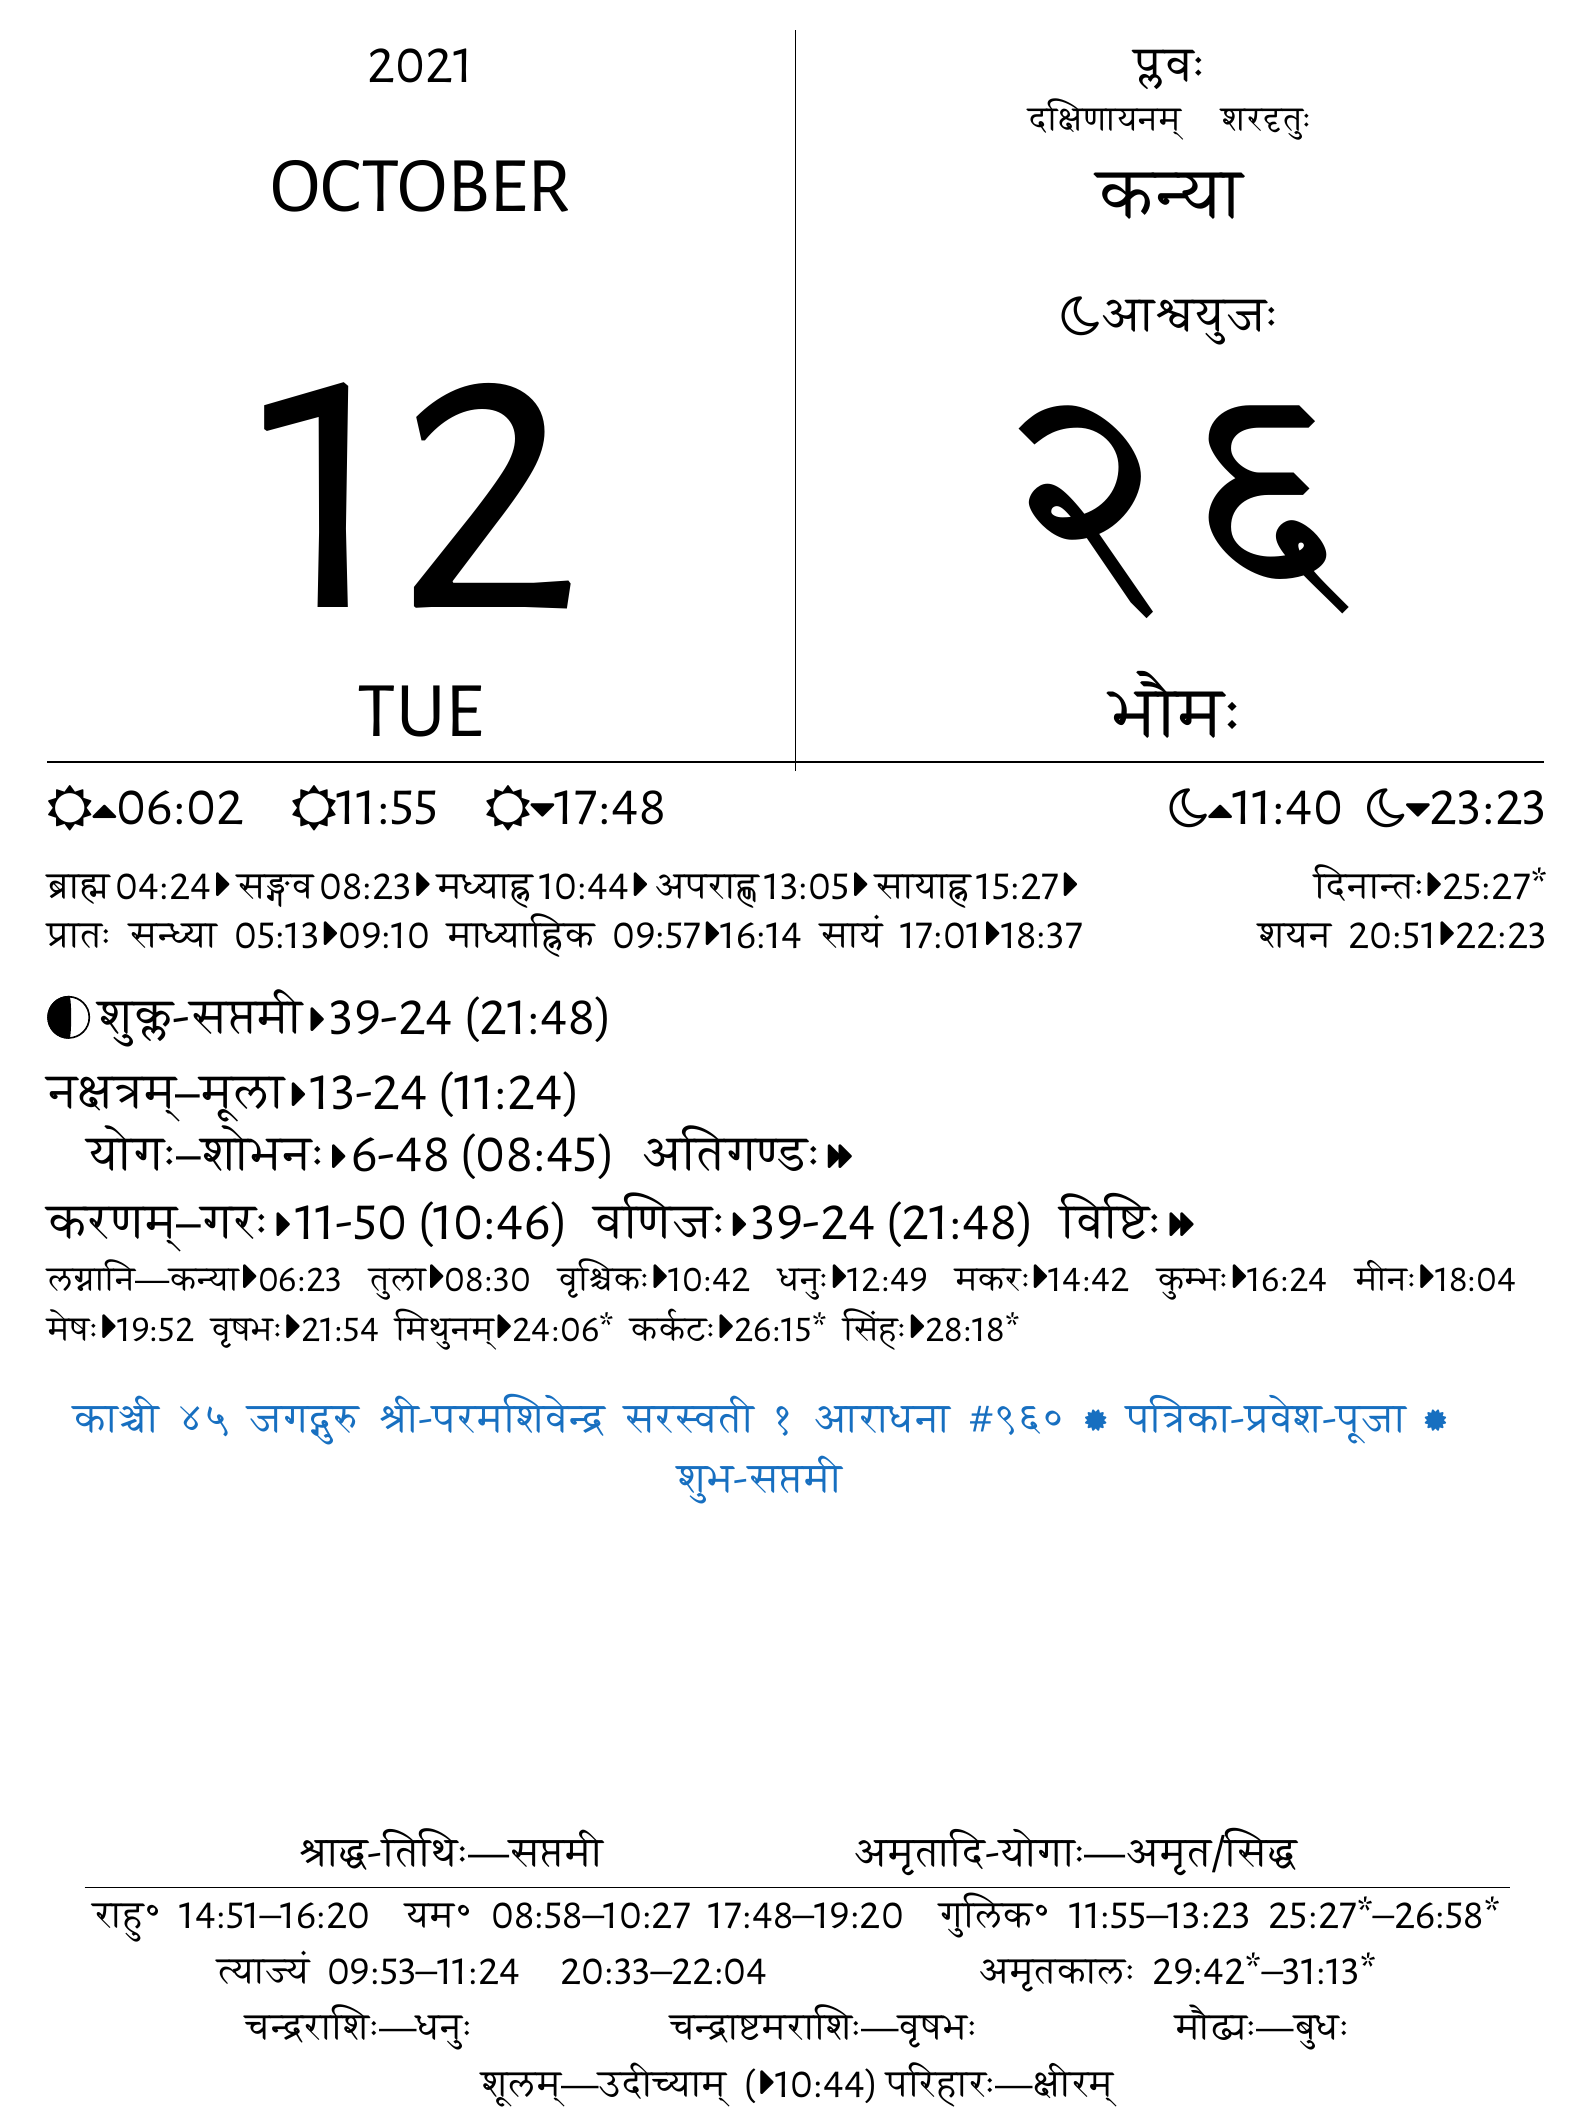 2021
OCTOBER
12
TUE
प्लवः
दक्षिणायनम् शरदृतुः
कन्या
आश्वयुजः
२६
भौमः
06:02 11:55 17:48 11:40 23:23
ब्राह्म 04:24 सङ्गव 08:23 मध्याह्न 10:44 अपराह्ण 13:05 सायाह्न 15:27 दिनान्तः 25:27*
प्रातः सन्ध्या 05:13 09:10 माध्याह्निक 09:57 16:14 सायं 17:01 18:37 शयन 20:51 22:23
शुक्ल-सप्तमी 39-24 (21:48)
नक्षत्रम्–मूला 13-24 (11:24)
योगः–शोभनः 6-48 (08:45) अतिगण्डः
करणम्–गरः 11-50 (10:46) वणिजः 39-24 (21:48) विष्टिः
लग्नानि—कन्या 06:23 तुला 08:30 वृश्चिकः 10:42 धनुः 12:49 मकरः 14:42 कुम्भः 16:24 मीनः 18:04
मेषः 19:52 वृषभः 21:54 मिथुनम् 24:06* कर्कटः 26:15* सिंहः 28:18*
काञ्ची ४५ जगद्गुरु श्री-परमशिवेन्द्र सरस्वती १ आराधना #९६० पत्रिका-प्रवेश-पूजा
शुभ-सप्तमी
श्राद्ध-तिथिः—सप्तमी अमृतादि-योगाः—अमृत/सिद्ध
राहु॰ 14:51–16:20 यम॰ 08:58–10:27 17:48–19:20 गुलिक॰ 11:55–13:23 25:27*–26:58*
त्याज्यं 09:53–11:24 20:33–22:04 अमृतकालः 29:42*–31:13*
चन्द्रराशिः—धनुः चन्द्राष्टमराशिः—वृषभः मौढ्यः—बुधः
शूलम्—उदीच्याम् (10:44) परिहारः—क्षीरम्